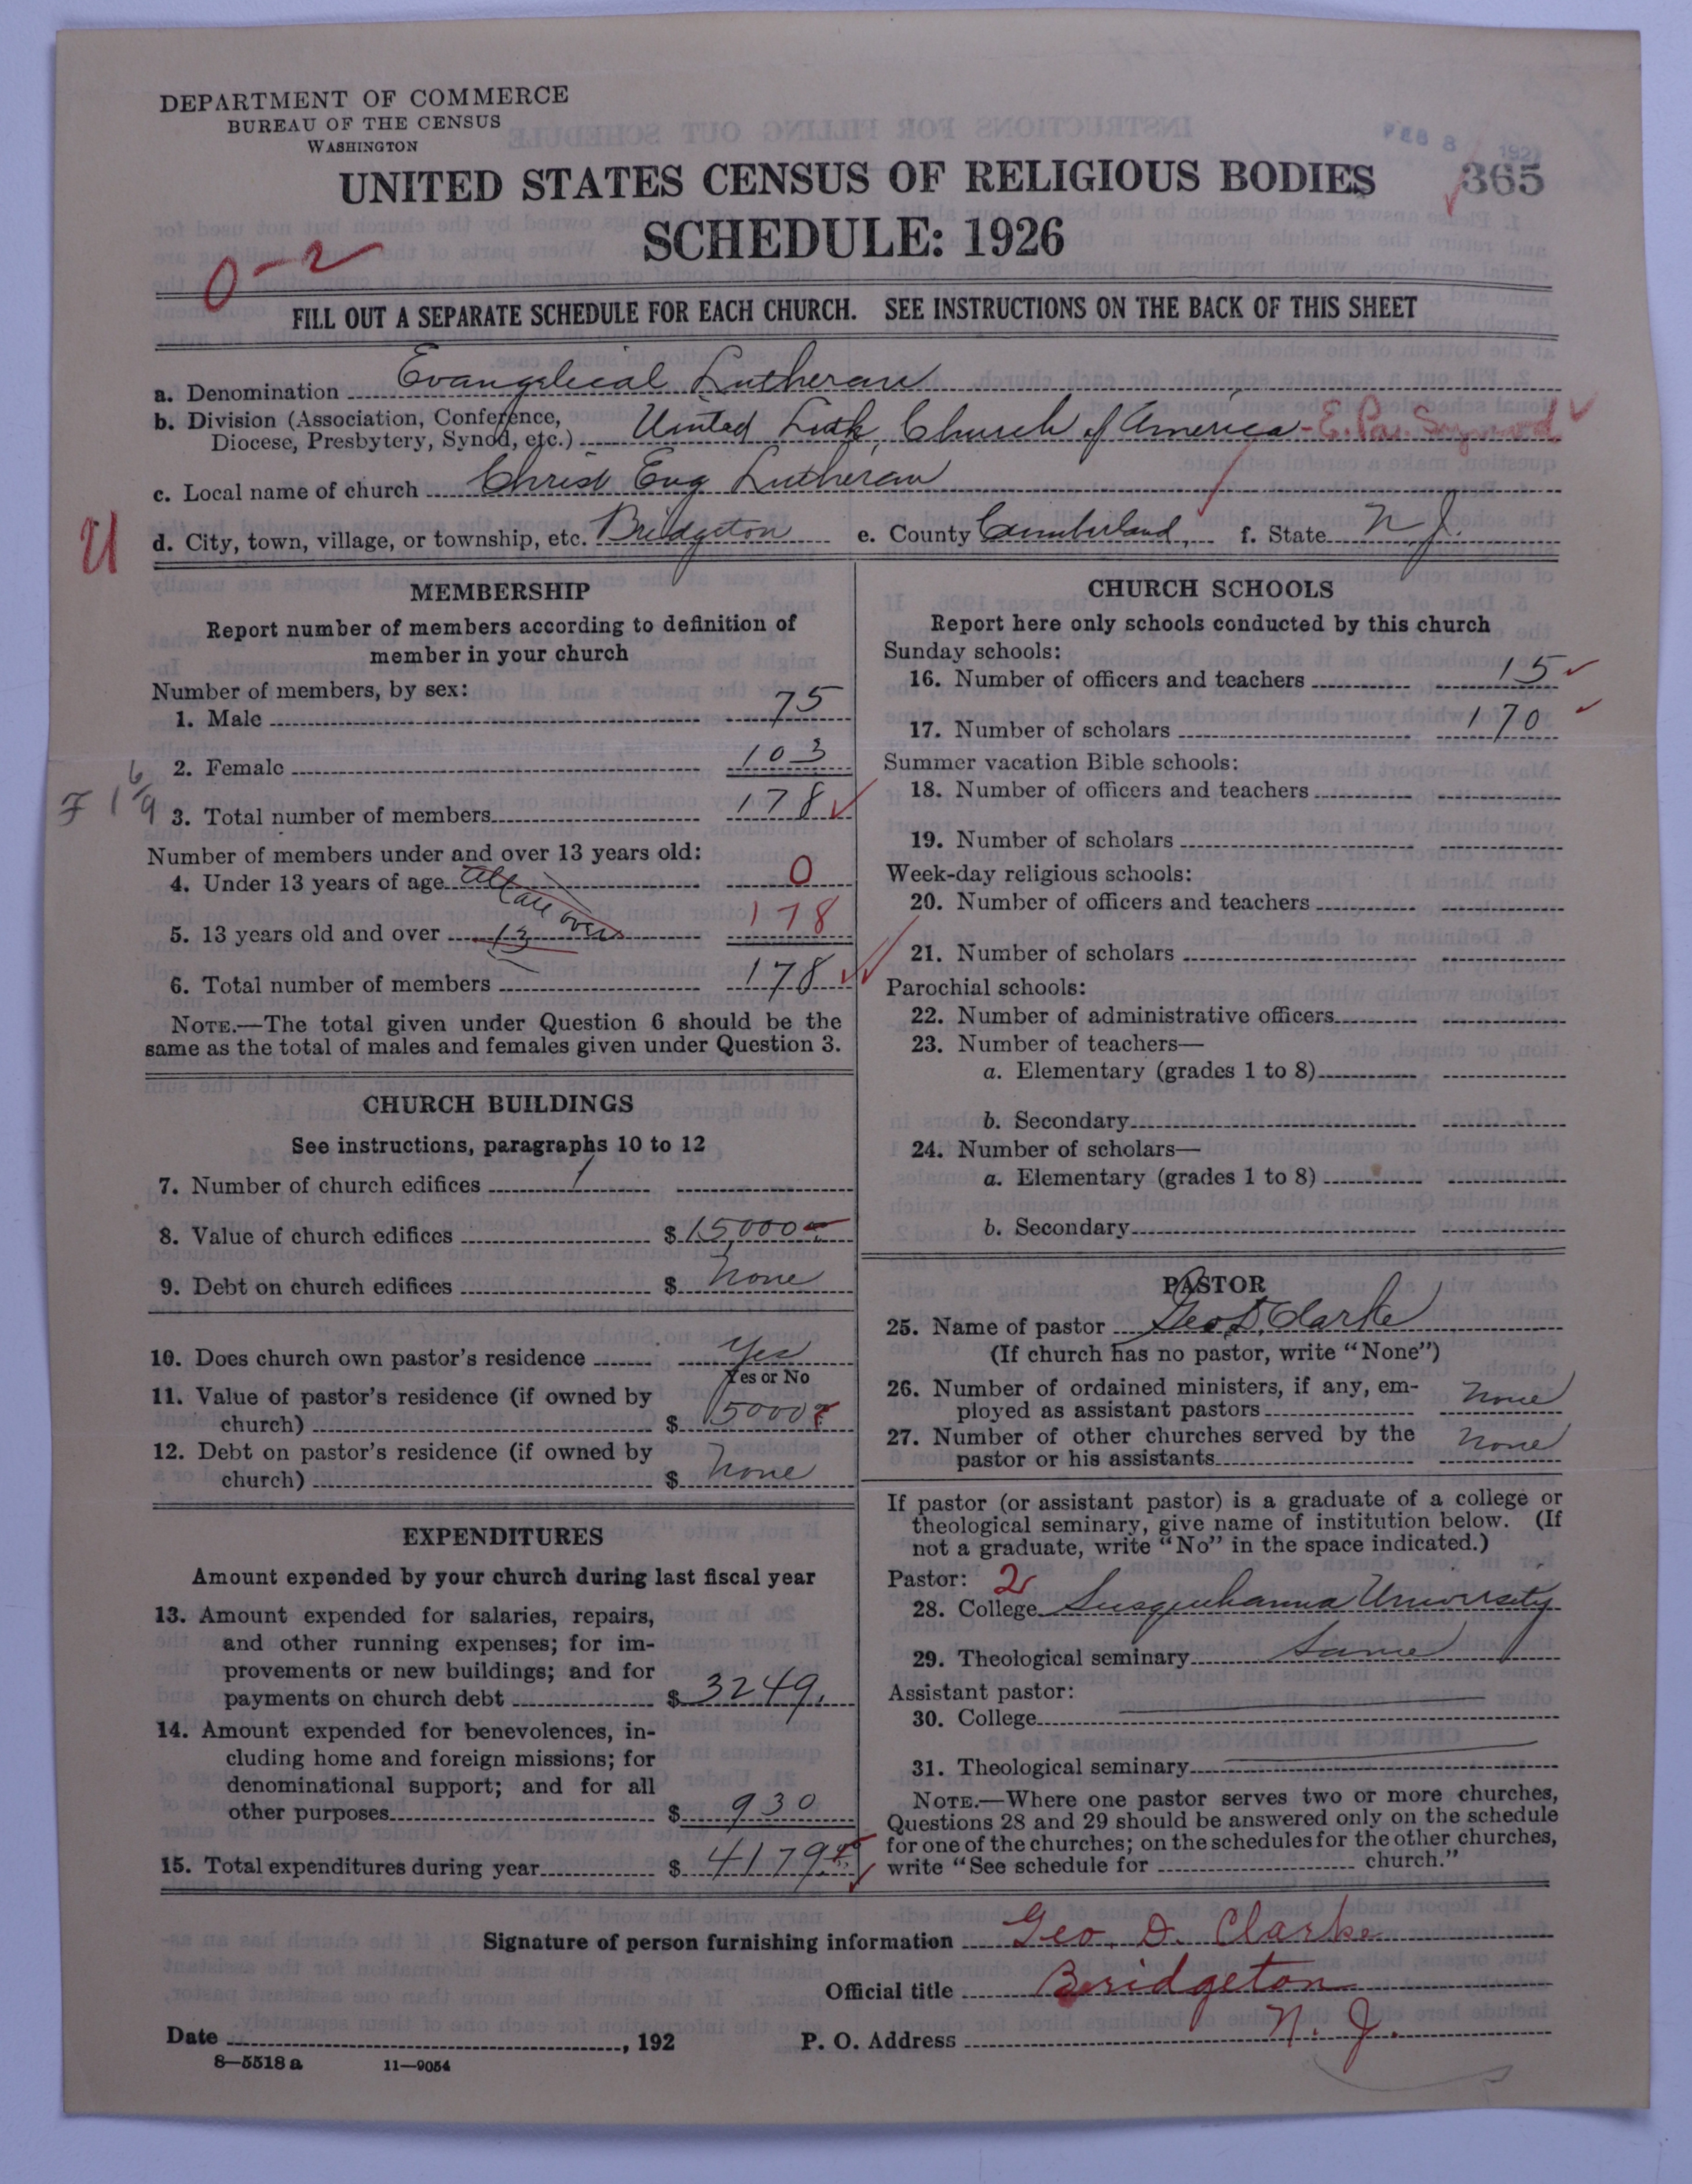 DEPARTMENT OF COMMERCE
BUREAU OF THE CENSUS
WASHINGTON
FEB 8 192
UNITED STATES CENSUS OF RELIGIOUS BODIES 365
SCHEDULE: 1926
0-2
FILL OUT A SEPARATE SCHEDULE FOR EACH CHURCH. SEE INSTRUCTIONS ON THE BACK OF THIS SHEET
a. Denomination Evangelical Lutheran
b. Division (Association, Conference,
Diocese, Presbytery, Synod, etc.) United Luth. Church of America - E. Pa. Synod
c. Local name of church Christ Evg Lutheran
U
d. City, town, village, or township, etc. Bridgeton e. County Cumberland, f. State N. J.
MEMBERSHIP
Report number of members according to definition of
member in your church
Number of members, by sex:
1. Male 75
2. Female 103
F 1 6/9
3. Total number of members 178
Number of members under and over 13 years old:
4. Under 13 years of age All 0
all over
5. 13 years old and over 13 178
6. Total number of members 178
NOTE.—The total given under Question 6 should be the
same as the total of males and females given under Question 3.
CHURCH BUILDINGS
See instructions, paragraphs 10 to 12
7. Number of church edifices 1
8. Value of church edifices $ 15,000
9. Debt on church edifices $ None
10. Does church own pastor's residence Yes
Yes or No
11. Value of pastor's residence (if owned by
church) $ 5000
12. Debt on pastor's residence (if owned by
church) $ None
EXPENDITURES
Amount expended by your church during last fiscal year
13. Amount expended for salaries, repairs,
and other running expenses; for im-
provements or new buildings; and for
payments on church debt $ 3249.
14. Amount expended for benevolences, in-
cluding home and foreign missions; for
denominational support; and for all
other purposes $ 930
15. Total expenditures during year $ 4179
CHURCH SCHOOLS
Report here only schools conducted by this church
Sunday schools:
16. Number of officers and teachers 15
17. Number of scholars 170
Summer vacation Bible schools:
18. Number of officers and teachers
19. Number of scholars
Week-day religious schools:
20. Number of officers and teachers
21. Number of scholars
Parochial schools:
22. Number of administrative officers
23. Number of teachers—
a. Elementary (grades 1 to 8)
b. Secondary
24. Number of scholars—
a. Elementary (grades 1 to 8)
b. Secondary
PASTOR
25. Name of pastor Geo. D. Clarke
(If church has no pastor, write "None")
26. Number of ordained ministers, if any, em-
ployed as assistant pastors None
27. Number of other churches served by the
pastor or his assistants None
If pastor (or assistant pastor) is a graduate of a college or
theological seminary, give name of institution below. (If
not a graduate, write "No" in the space indicated.)
Pastor: 2
28. College Susquehanna University
29. Theological seminary Same
Assistant pastor:
30. College
31. Theological seminary
NOTE.—Where one pastor serves two or more churches,
Questions 28 and 29 should be answered only on the schedule
for one of the churches; on the schedules for the other churches,
write "See schedule for church."
Signature of person furnishing information Geo. D. Clarke
Official title Bridgeton
Date , 192 P. O. Address N. J.
8—5518 a 11—9054